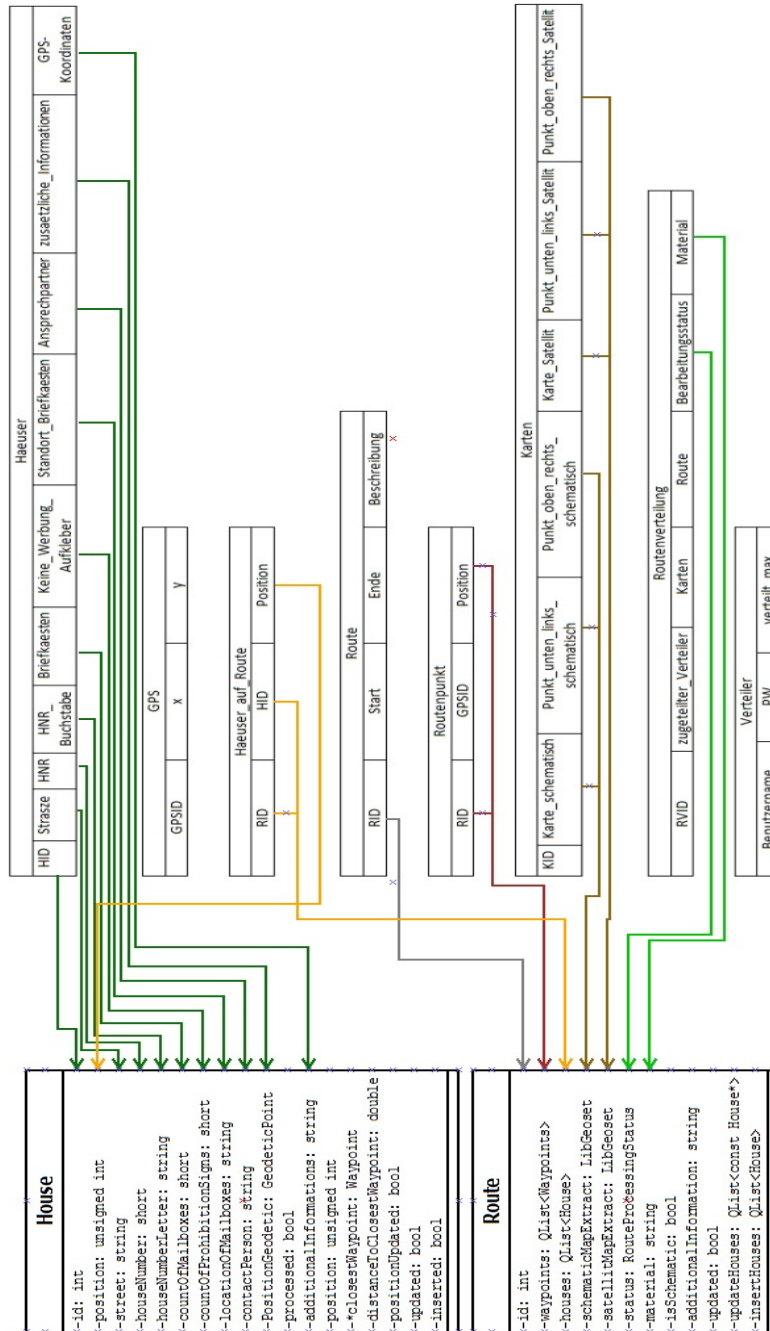 House
-id: int
-position: unsigned int
-street: string
-houseNumber: short
-houseNumberLetter: string
-countOfMailboxes: short
-countOfProhibitionSigns: short
-locationOfMailboxes: string
-contactPerson: string
-PositionGeodetic: GeodeticPoint
-processed: bool
-additionalInformations: string
-position: unsigned int
-*closestWaypoint: Waypoint
-distanceToClosestWaypoint: double
-positionUpdated: bool
-updated: bool
-inserted: bool
Route
-id: int
-waypoints: QList<Waypoints>
-houses: QList<House>
-schematicMapExtract: LibGeoset
-satellitMapExtract: LibGeoset
-status: RouteProcessingStatus
-material: string
-isSchematic: bool
-additionalInformation: string
-updated: bool
-updateHouses: QList<const House*>
-insertHouses: QList<House>
Haeuser
HID
Strasze
HNR
HNR_
Buchstabe
Briefkaesten
Keine_Werbung_
Aufkleber
Standort_Briefkaesten
Ansprechpartner
zusaetzliche_Informationen
GPS-
Koordinaten
GPS
GPSID
x
y
Haeuser_auf_Route
RID
HID
Position
Route
RID
Start
Ende
Beschreibung
Routenpunkt
RID
GPSID
Position
Karten
KID
Karte_schematisch
Punkt_unten_links_
schematisch
Punkt_oben_rechts_
schematisch
Karte_Satellit
Punkt_unten_links_Satellit
Punkt_oben_rechts_Satellit
Routenverteilung
RVID
zugeteilter_Verteiler
Karten
Route
Bearbeitungsstatus
Material
Verteiler
Benutzername
PW
verteilt_max